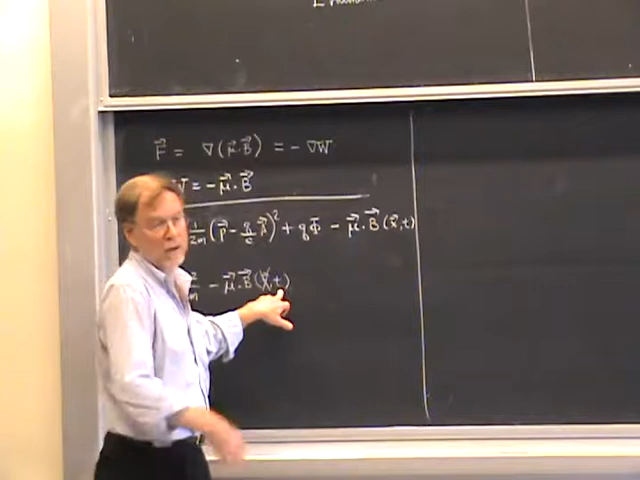 F⃗ = ∇(μ⃗·B⃗) = -∇W
W = -μ⃗·B⃗
1/2m (p⃗ - q/c A⃗)² + qΦ - μ⃗·B⃗(x⃗,t)
- μ⃗·B⃗(x⃗,t)